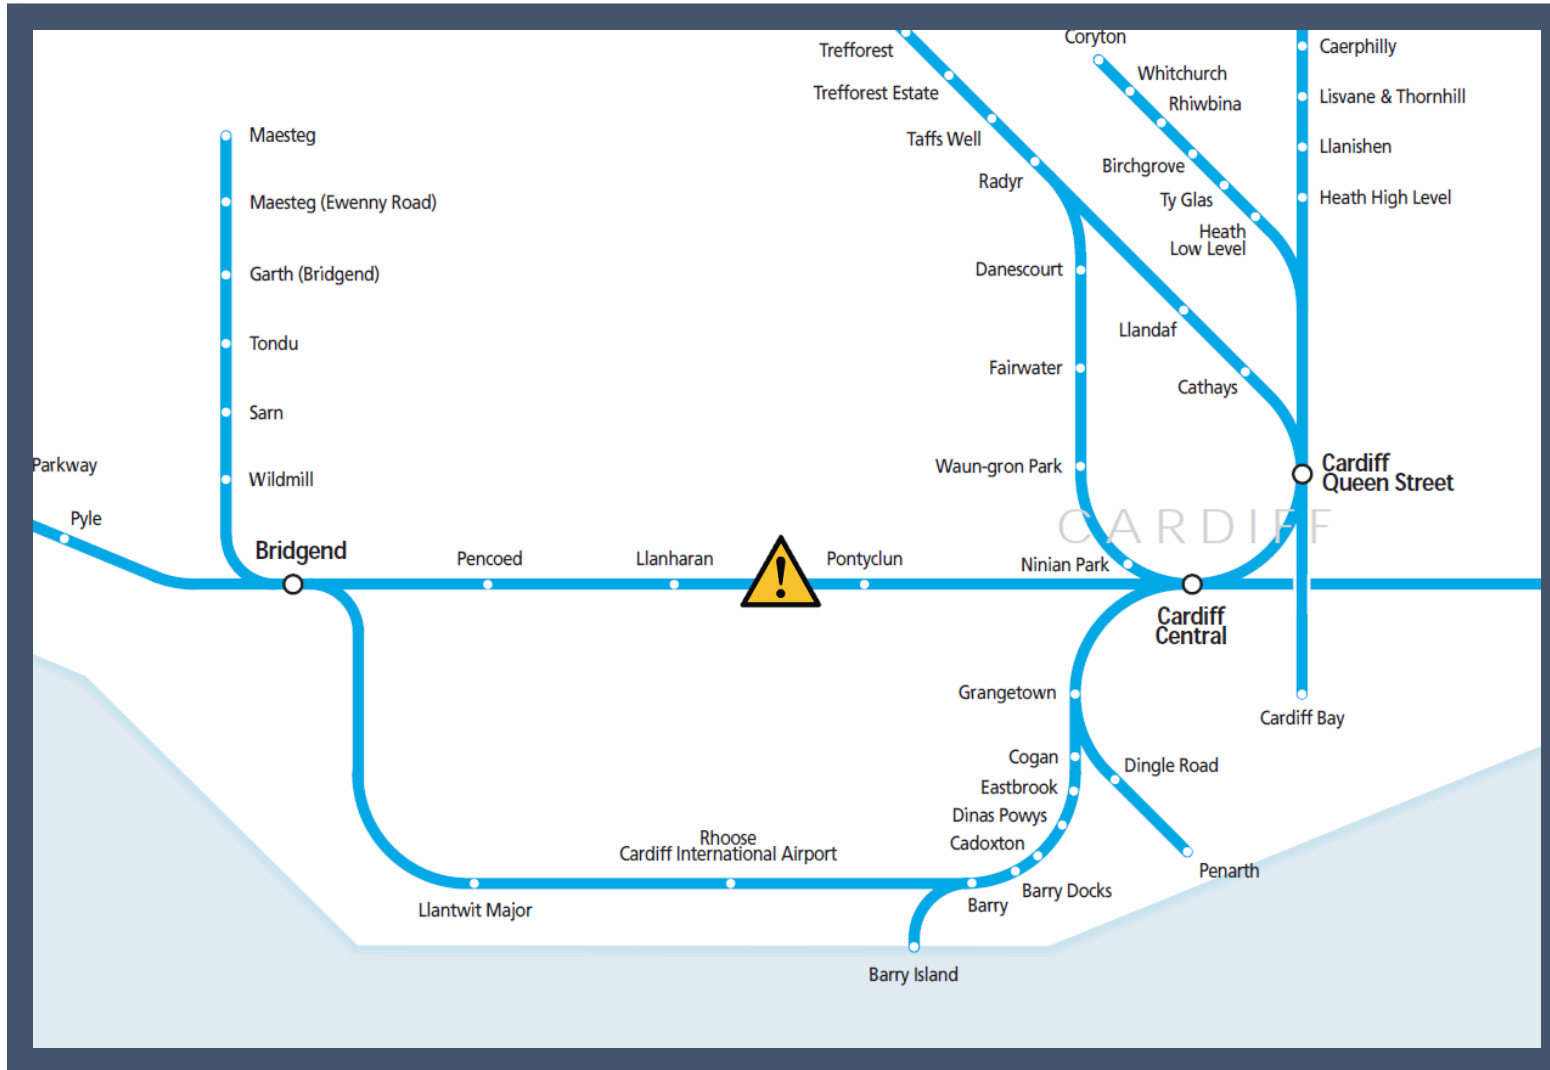 Trefforest
Coryton
Caerphilly
Trefforest Estate
Whitchurch
Lisvane & Thornhill
Rhiwbina
Maesteg
Taffs Well
Llanishen
Birchgrove
Radyr
Ty Glas
Heath High Level
Maesteg (Ewenny Road)
Heath
Low Level
Garth (Bridgend)
Danescourt
Tondu
Llandaf
Fairwater
Cathays
Sarn
Parkway
Waun-gron Park
Cardiff
Queen Street
Wildmill
Pyle
CARDIFF
Bridgend
Pencoed
Llanharan
!
Pontyclun
Ninian Park
Cardiff
Central
Grangetown
Cardiff Bay
Cogan
Dingle Road
Eastbrook
Dinas Powys
Rhoose
Cardiff International Airport
Cadoxton
Penarth
Barry Docks
Llantwit Major
Barry
Barry Island